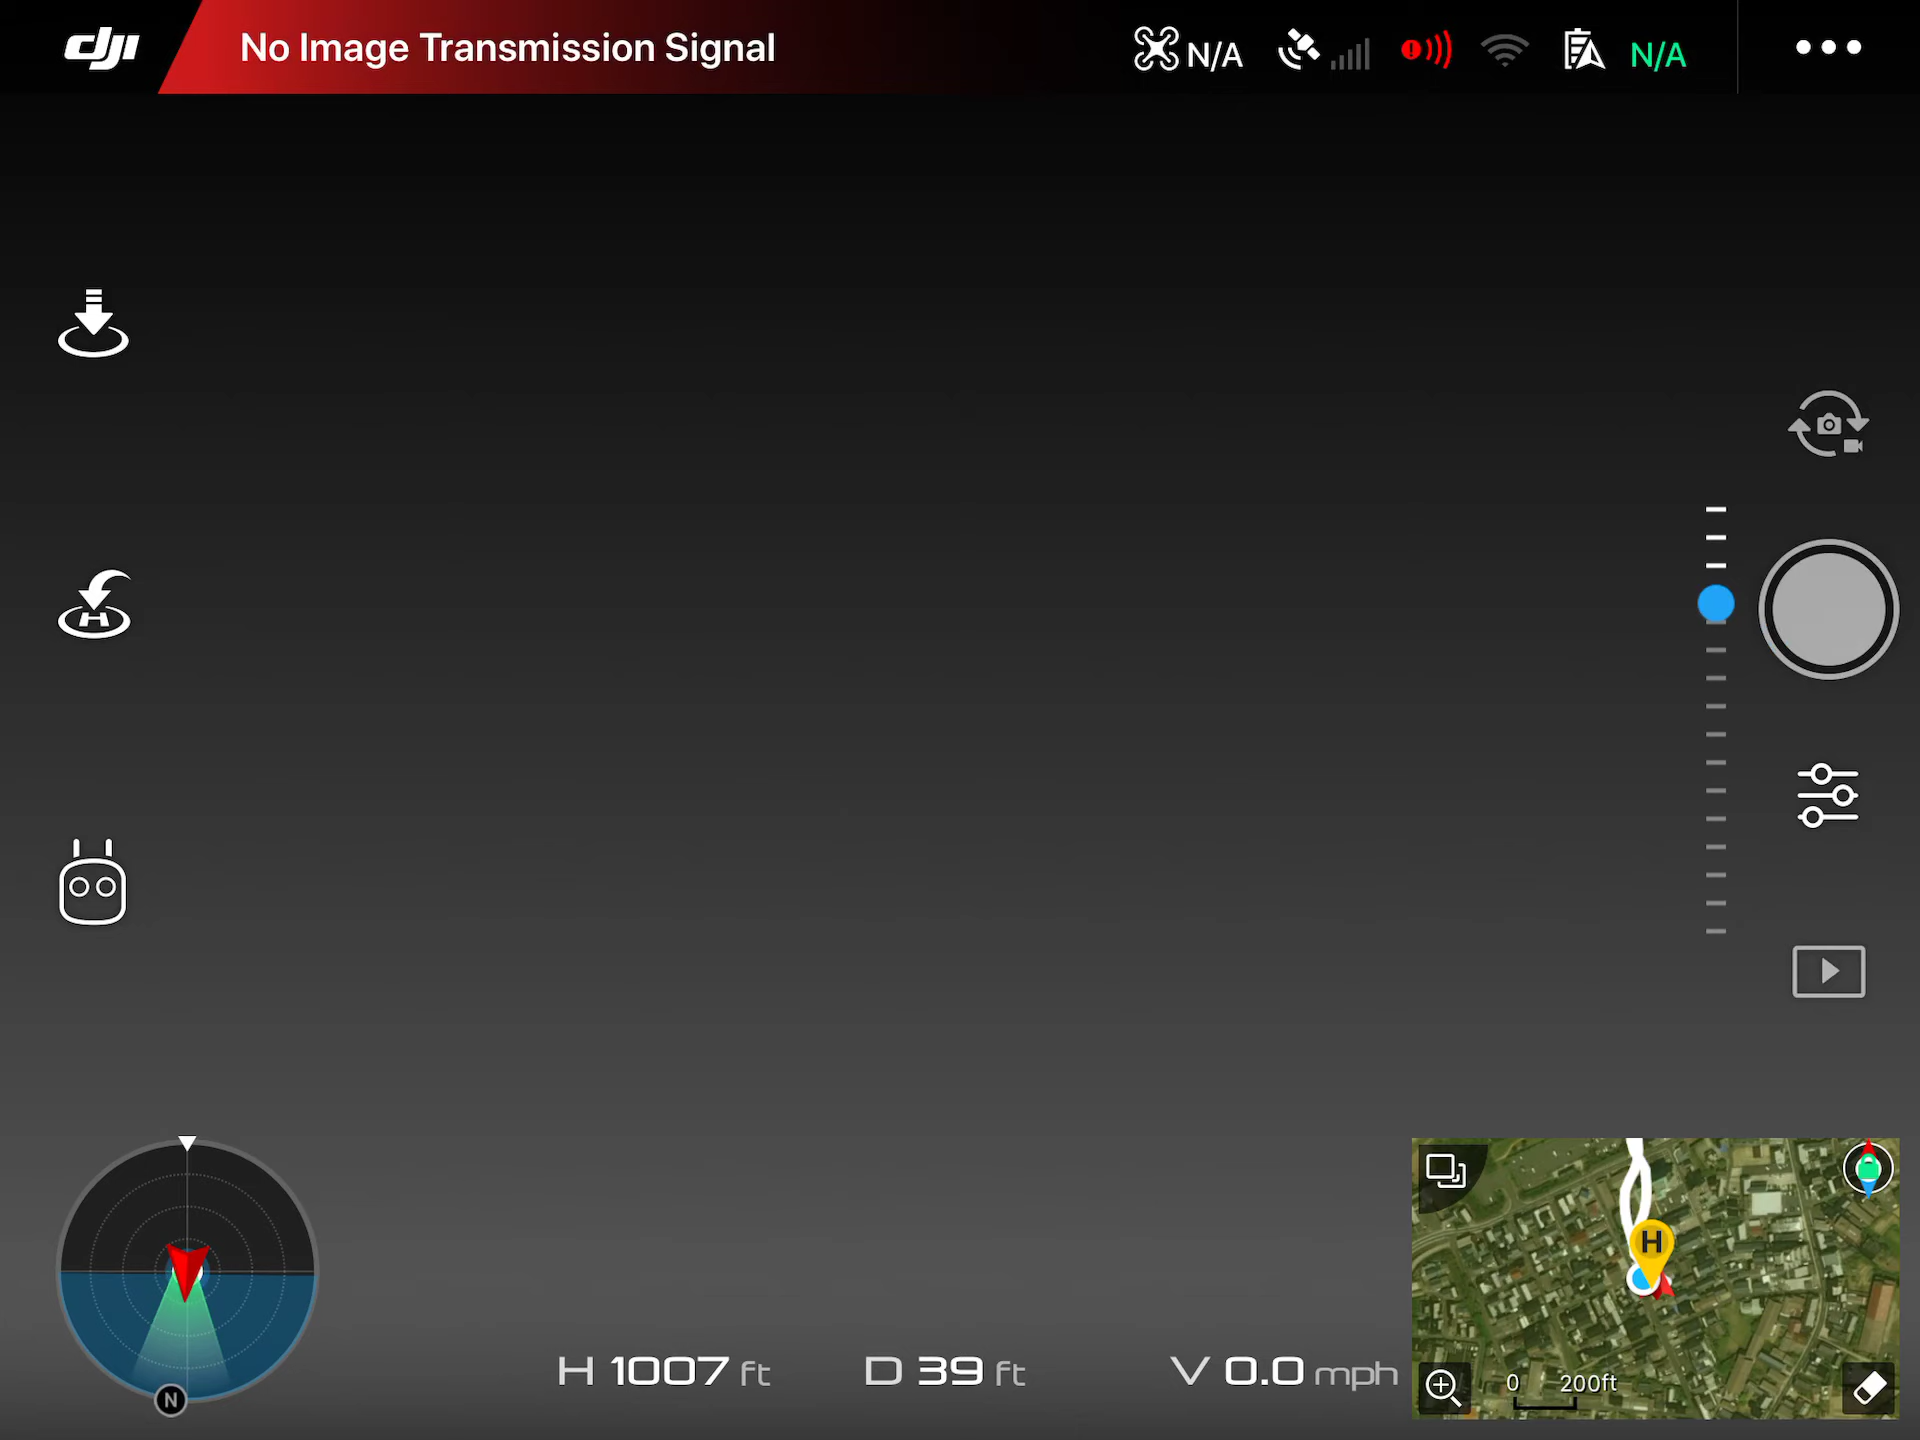 dji
No Image Transmission Signal
N/A
N/A
H 1007 ft
D 39 ft
V 0.0 mph
N
H
H
0 200ft